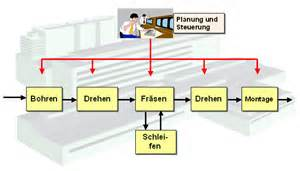 Planung und
Steuerung
Bohren
Drehen
Fräsen
Drehen
Montage
Schlei-
fen